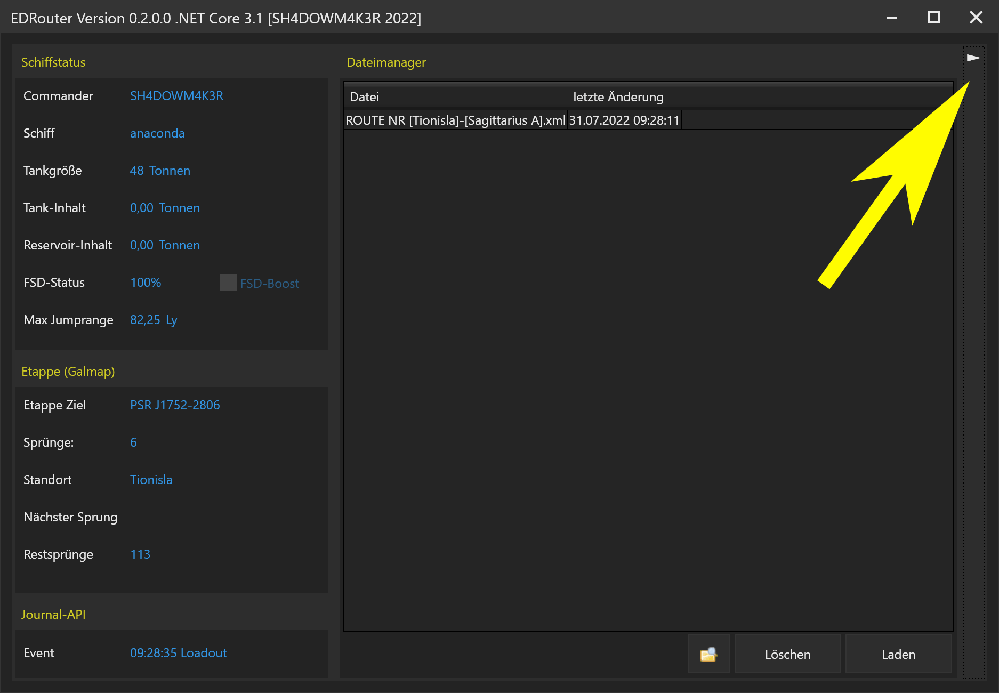 EDRouter Version 0.2.0.0 .NET Core 3.1 [SH4DOWM4K3R 2022]
Schiffstatus
Commander SH4DOWM4K3R
Schiff anaconda
Tankgröße 48 Tonnen
Tank-Inhalt 0,00 Tonnen
Reservoir-Inhalt 0,00 Tonnen
FSD-Status 100% FSD-Boost
Max Jumprange 82,25 Ly
Etappe (Galmap)
Etappe Ziel PSR J1752-2806
Sprünge: 6
Standort Tionisla
Nächster Sprung
Restsprünge 113
Journal-API
Event 09:28:35 Loadout
Dateimanager
Datei letzte Änderung
ROUTE NR [Tionisla]-[Sagittarius A].xml 31.07.2022 09:28:11
Löschen Laden